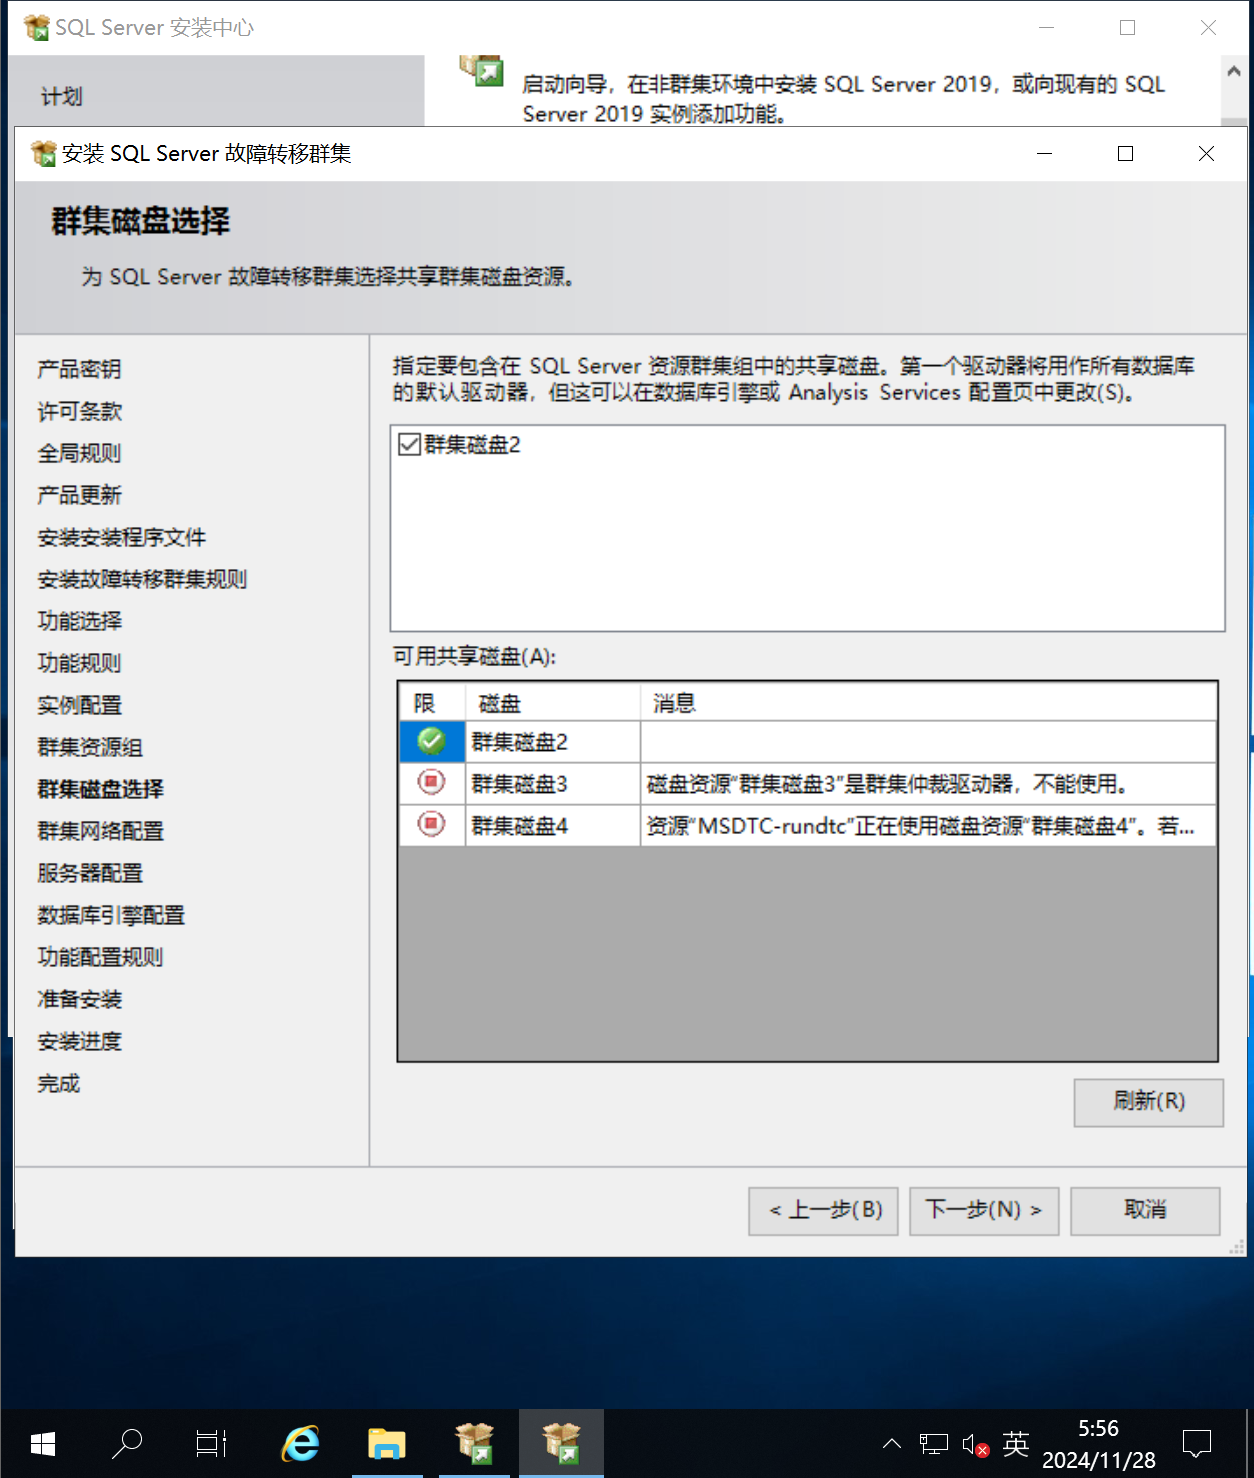 SQL Server 安装中心
计划
启动向导，在非群集环境中安装 SQL Server 2019，或向现有的 SQL
Server 2019 实例添加功能。
安装 SQL Server 故障转移群集
群集磁盘选择
为 SQL Server 故障转移群集选择共享群集磁盘资源。
产品密钥
许可条款
全局规则
产品更新
安装安装程序文件
安装故障转移群集规则
功能选择
功能规则
实例配置
群集资源组
群集磁盘选择
群集网络配置
服务器配置
数据库引擎配置
功能配置规则
准备安装
安装进度
完成
指定要包含在 SQL Server 资源群集组中的共享磁盘。第一个驱动器将用作所有数据库
的默认驱动器，但这可以在数据库引擎或 Analysis Services 配置页中更改(S)。
群集磁盘2
可用共享磁盘(A):
限 磁盘 消息
群集磁盘2
群集磁盘3 磁盘资源“群集磁盘3”是群集仲裁驱动器，不能使用。
群集磁盘4 资源“MSDTC-rundtc”正在使用磁盘资源“群集磁盘4”。若...
刷新(R)
< 上一步(B) 下一步(N) > 取消
英
5:56
2024/11/28